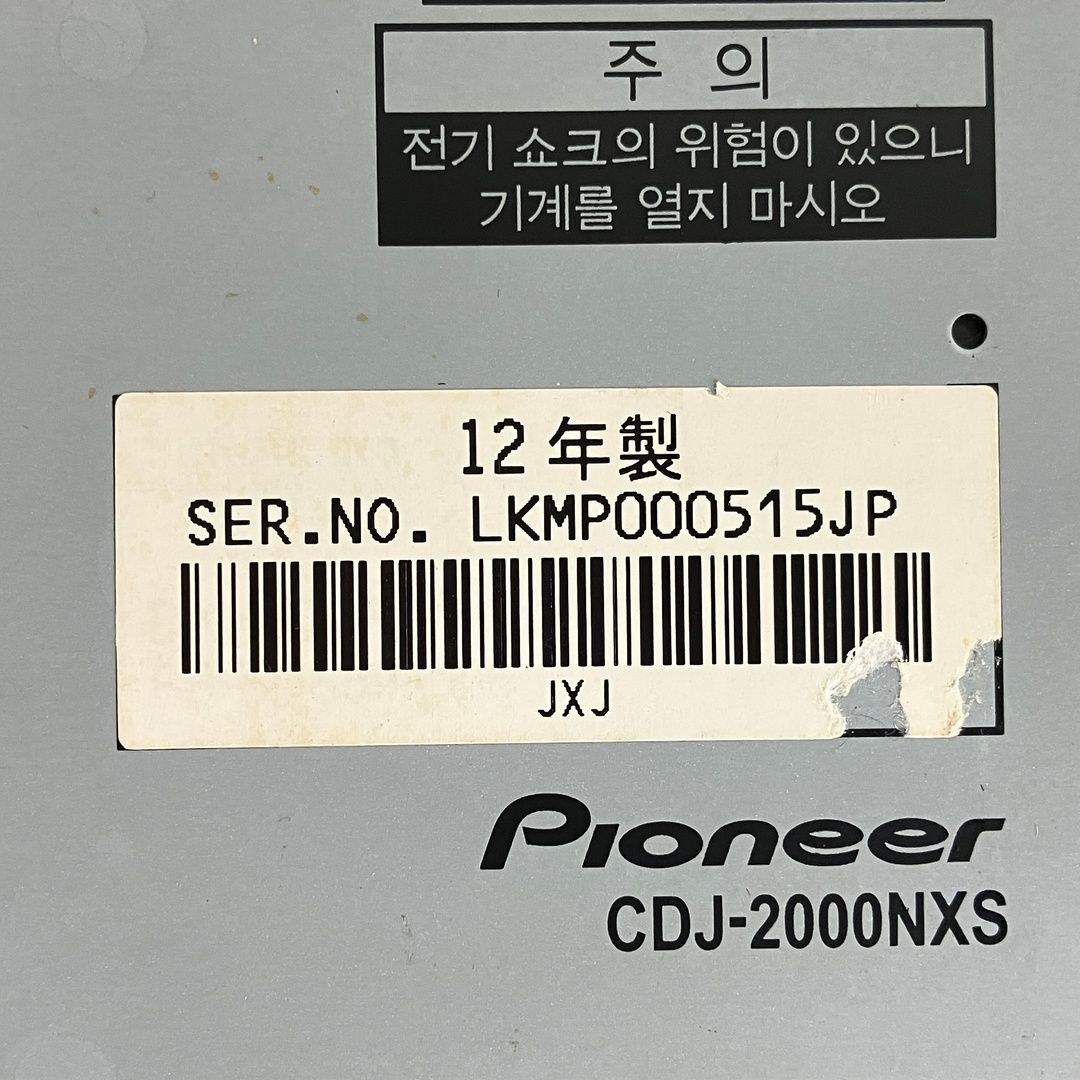 주 의
전기 쇼크의 위험이 있으니
기계를 열지 마시오
12 年製
SER.NO. LKMP000515JP
JXJ
Pioneer
CDJ-2000NXS